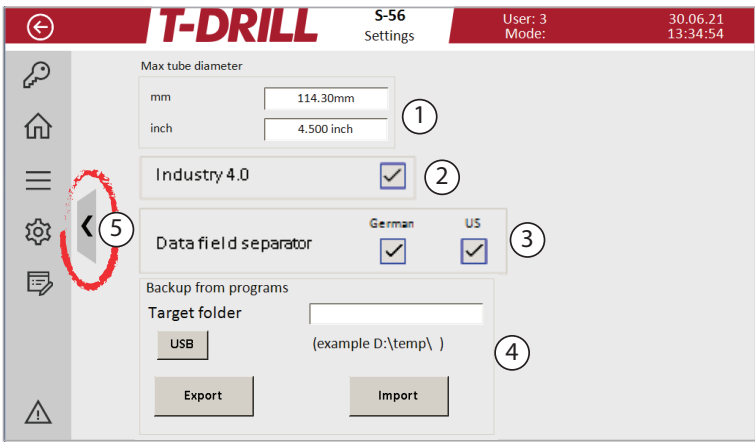 T-DRILL
S-56
Settings
User: 3
Mode:
30.06.21
13:34:54
Max tube diameter
mm 114.30mm
inch 4.500 inch
1
Industry 4.0
2
German US
Data field separator
3
5
Backup from programs
Target folder
USB (example D:\temp\ )
4
Export Import